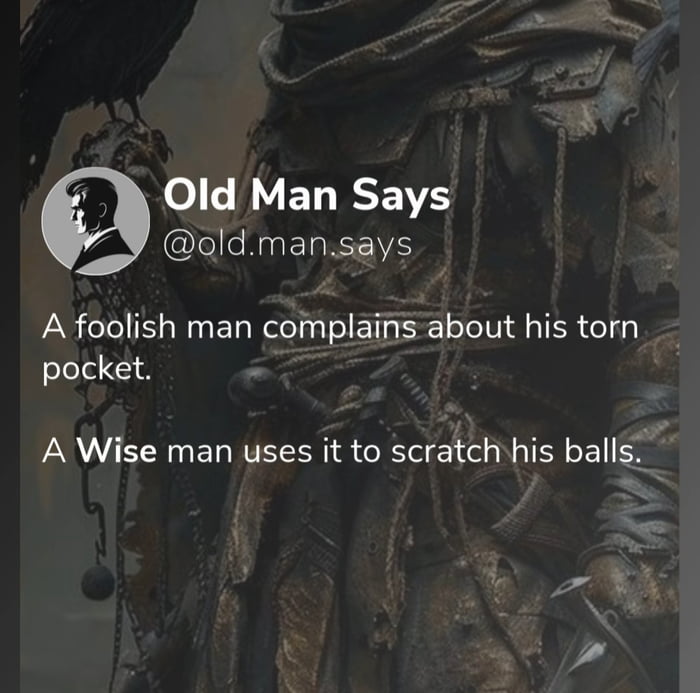 Old Man Says
@old.man.says
A foolish man complains about his torn
pocket.
A Wise man uses it to scratch his balls.